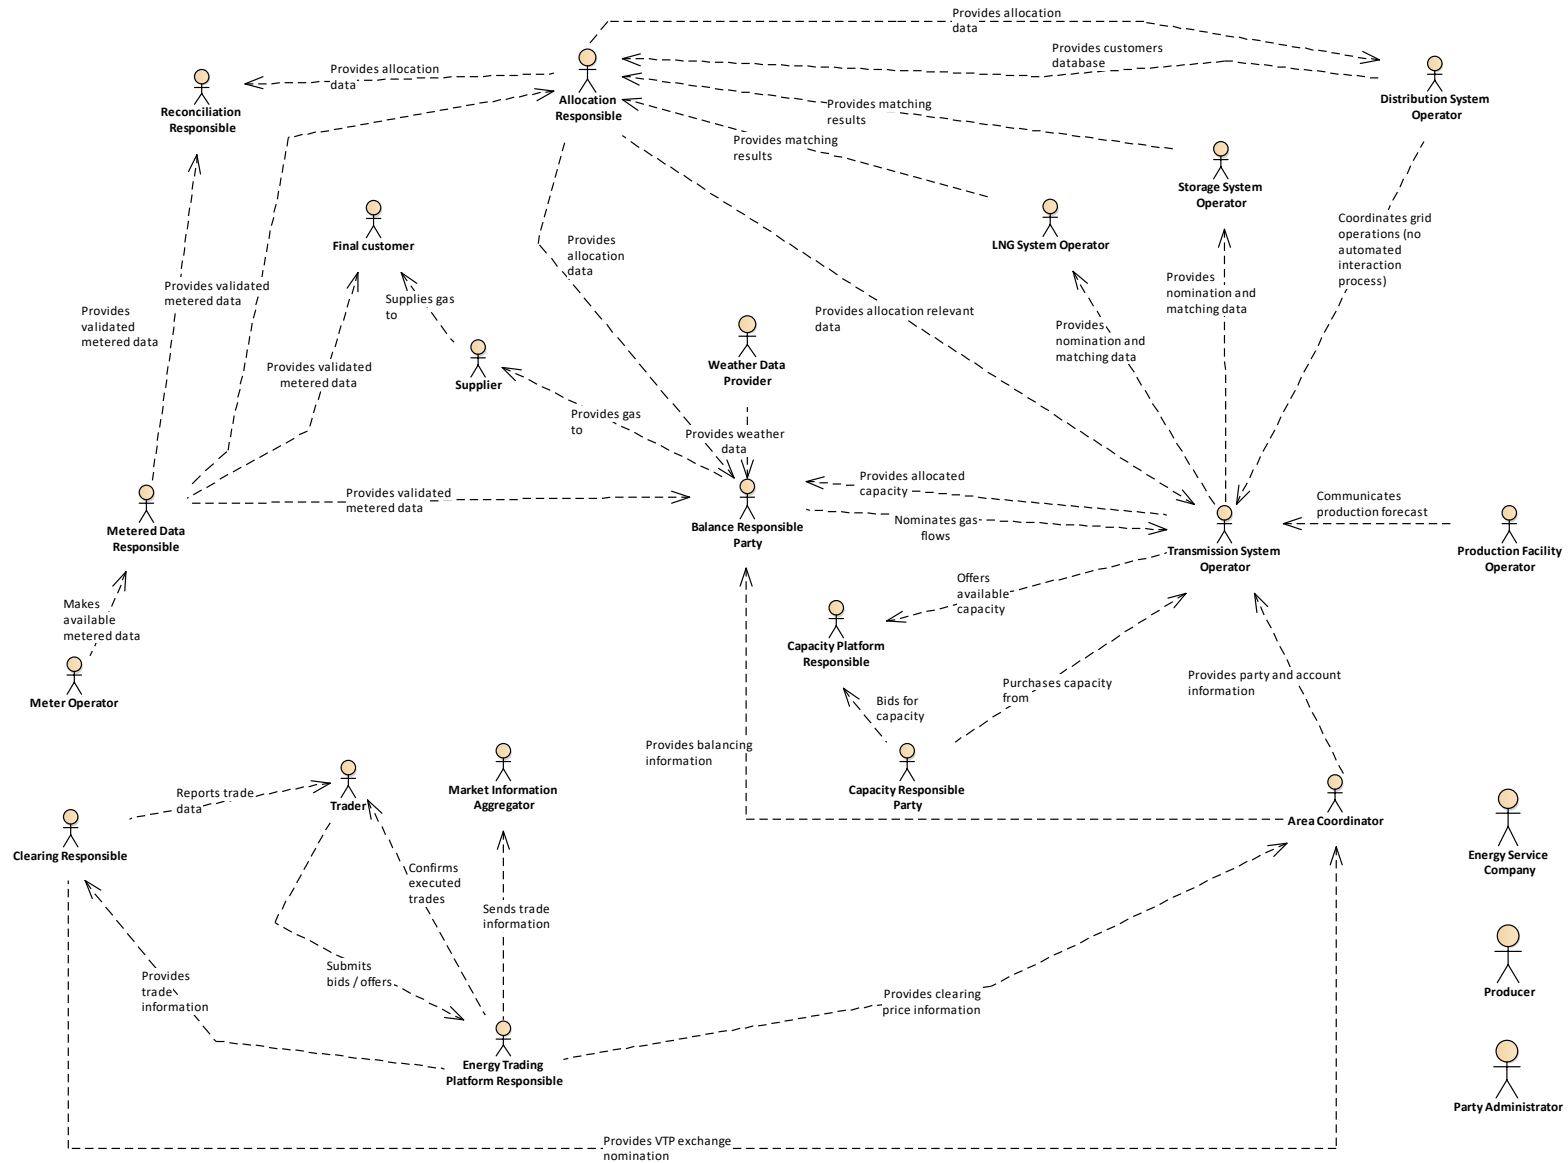 Provides allocation
data
Provides customers
database
Provides allocation
data
Reconciliation
Responsible
Allocation
Responsible
Distribution System
Operator
Provides matching
results
Provides matching
results
Storage System
Operator
Final customer
LNG System Operator
Coordinates grid
operations (no
automated
interaction
process)
Provides
allocation
data
Provides validated
metered data
Provides
validated
metered data
Supplies gas
to
Provides
nomination and
matching data
Provides allocation relevant
data
Provides
nomination and
matching data
Weather Data
Provider
Provides validated
metered data
Supplier
Provides gas
to
Provides weather
data
Provides allocated
capacity
Provides validated
metered data
Communicates
production forecast
Metered Data
Responsible
Balance Responsible
Party
Nominates gas
flows
Transmission System
Operator
Production Facility
Operator
Offers
available
capacity
Makes
available
metered data
Capacity Platform
Responsible
Meter Operator
Bids for
capacity
Purchases capacity
from
Provides party and account
information
Provides balancing
information
Reports trade
data
Trader
Market Information
Aggregator
Capacity Responsible
Party
Area Coordinator
Clearing Responsible
Energy Service
Company
Confirms
executed
trades
Sends trade
information
Submits
bids / offers
Provides
trade
information
Provides clearing
price information
Producer
Energy Trading
Platform Responsible
Party Administrator
Provides VTP exchange
nomination